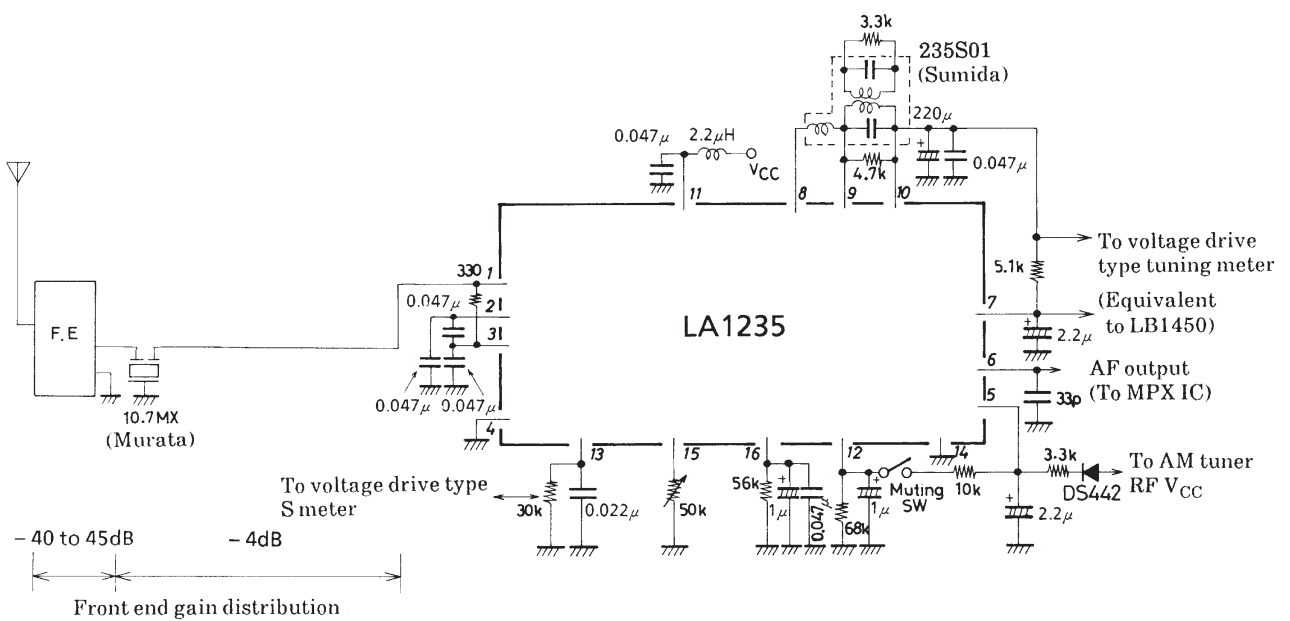 3.3k
235S01
(Sumida)
220μ
0.047μ
2.2μH
VCC
4.7k
0.047μ
11
8
9
10
To voltage drive
type tuning meter
5.1k
330
1
0.047μ
2
3
7
(Equivalent
to LB1450)
2.2μ
LA1235
F.E
6
AF output
(To MPX IC)
5
33p
10.7MX
(Murata)
0.047μ
0.047μ
4
13
15
16
12
14
To voltage drive type
S meter
30k
0.022μ
50k
56k
1μ
0.047μ
68k
1μ
Muting
SW
10k
3.3k
DS442
To AM tuner
RF VCC
2.2μ
– 40 to 45dB
– 4dB
Front end gain distribution